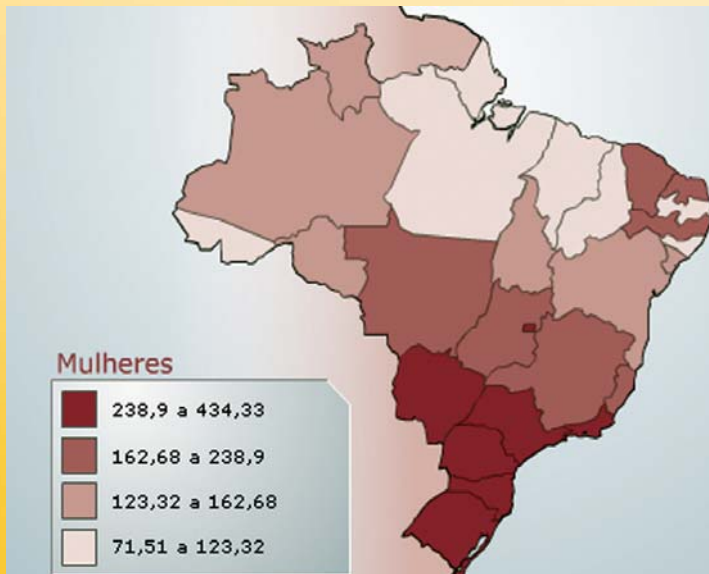 Mulheres
238,9 a 434,33
162,68 a 238,9
123,32 a 162,68
71,51 a 123,32